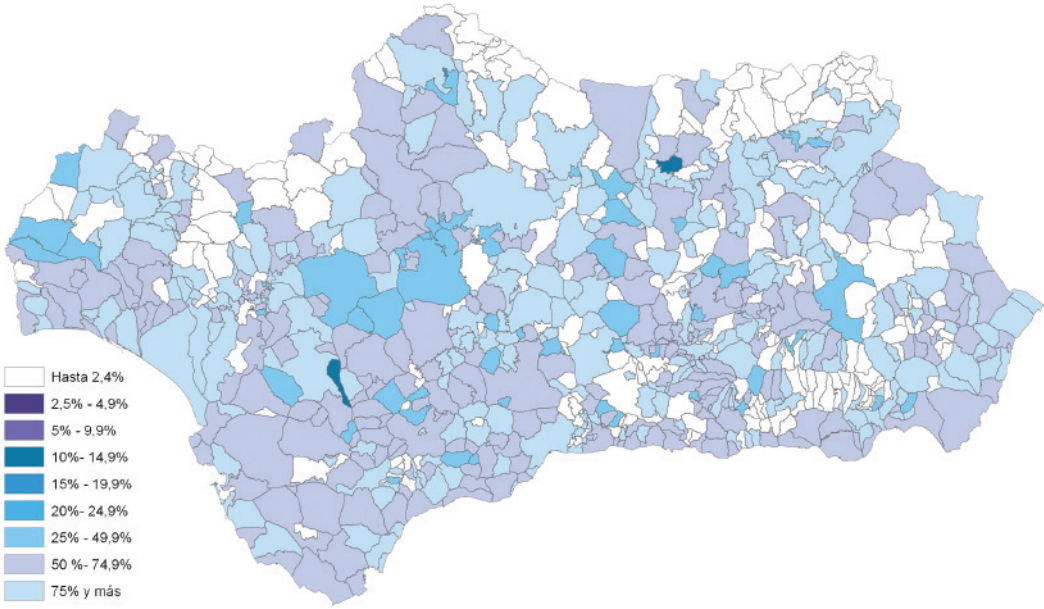 Hasta 2,4%
2,5% - 4,9%
5% - 9,9%
10%- 14,9%
15% - 19,9%
20%- 24,9%
25% - 49,9%
50 %- 74,9%
75% y más